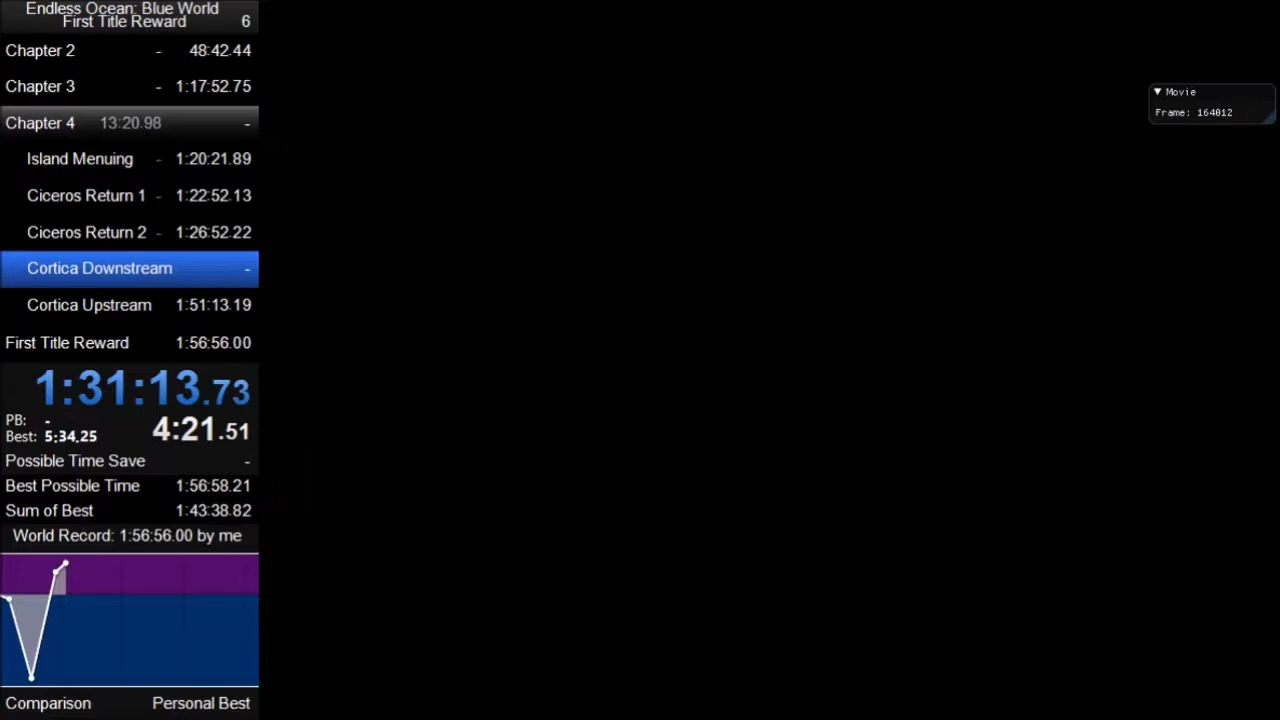 Endless Ocean: Blue World
First Title Reward 6
Chapter 2 - 48:42.44
Chapter 3 - 1:17:52.75
Chapter 4 13:20.98 -
Island Menuing - 1:20:21.89
Ciceros Return 1 - 1:22:52.13
Ciceros Return 2 - 1:26:52.22
Cortica Downstream -
Cortica Upstream 1:51:13.19
First Title Reward 1:56:56.00
1:31:13.73
PB: -
Best: 5:34.25 4:21.51
Possible Time Save -
Best Possible Time 1:56:58.21
Sum of Best 1:43:38.82
World Record: 1:56:56.00 by me
Comparison Personal Best
▼ Movie
Frame: 164012